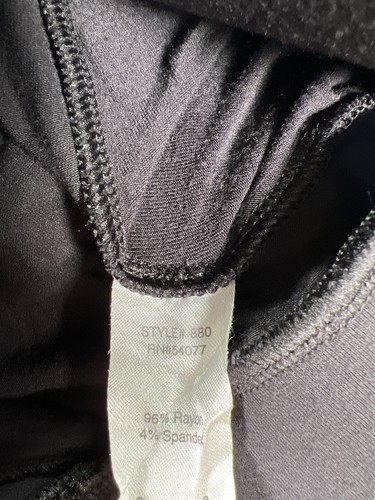 STYLE# 880
RN#54077
96% Rayon
4% Spandex